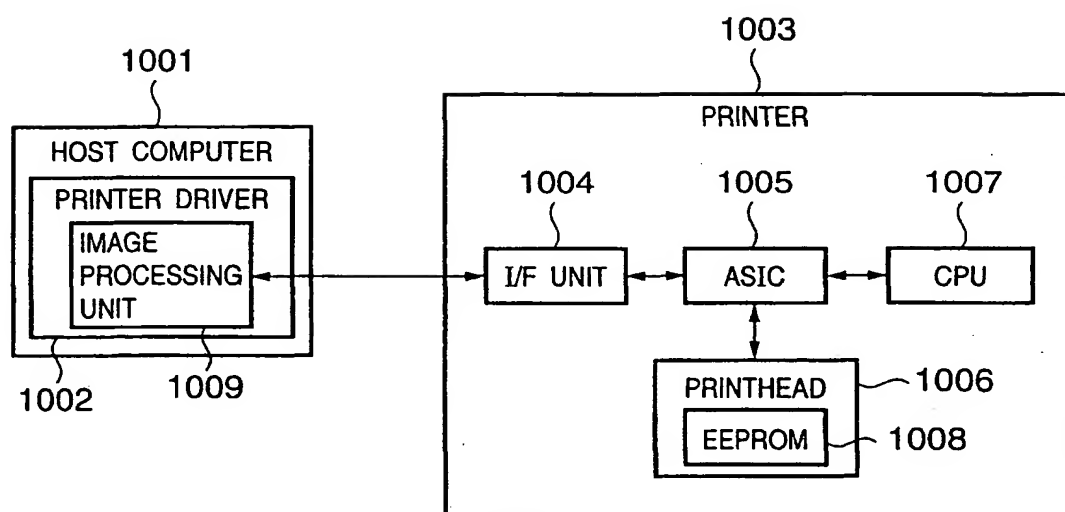 1003
1001
PRINTER
HOST COMPUTER
1004
1005
1007
PRINTER DRIVER
IMAGE
PROCESSING
UNIT
I/F UNIT
ASIC
CPU
1002
1009
PRINTHEAD
1006
EEPROM
1008